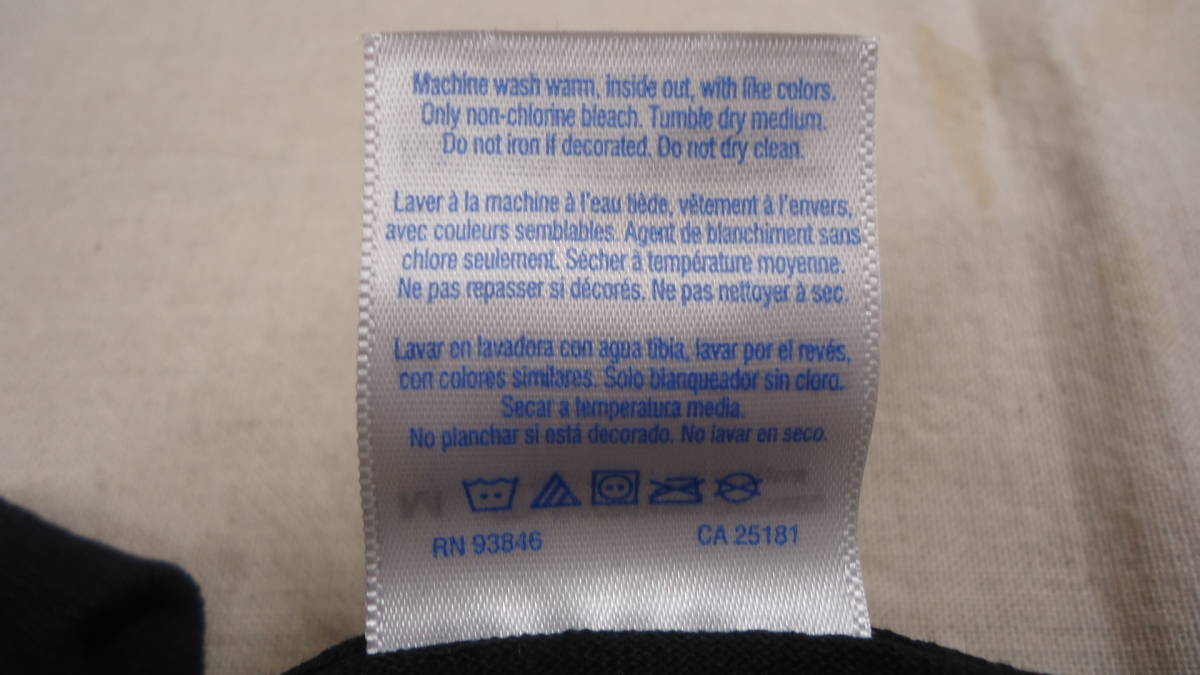 Machine wash warm, inside out, with like colors.
Only non-chlorine bleach. Tumble dry medium.
Do not iron if decorated. Do not dry clean.
Laver à la machine à l'eau tiède, vêtement à l'envers,
avec couleurs semblables. Agent de blanchiment sans
chlore seulement. Sécher à température moyenne.
Ne pas repasser si décorés. Ne pas nettoyer à sec.
Lavar en lavadora con agua tibia, lavar por el revés,
con colores similares. Solo blanqueador sin cloro.
Secar a temperatura media.
No planchar si está decorado. No lavar en seco.
RN 93846
CA 25181